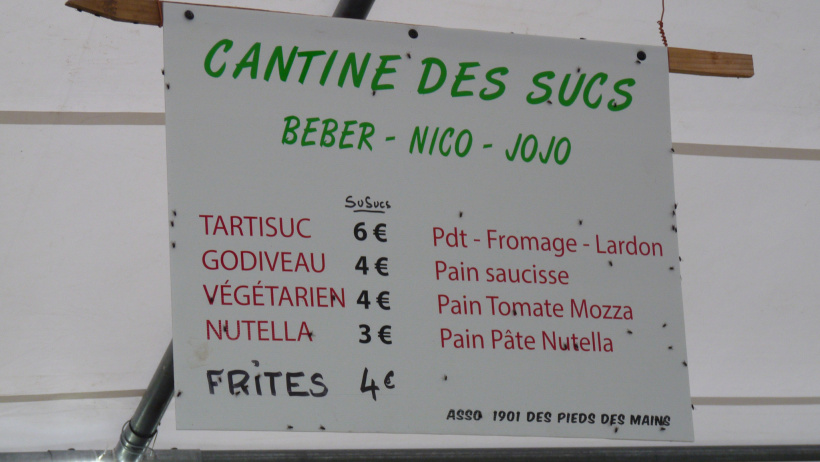 CANTINE DES SUCS
BEBER - NICO - JOJO
SuSucs
TARTISUC 6 € Pdt - Fromage - Lardon
GODIVEAU 4 € Pain saucisse
VÉGÉTARIEN 4 € Pain Tomate Mozza
NUTELLA 3 € Pain Pâte Nutella
FRITES 4 €
ASSO 1901 DES PIEDS DES MAINS